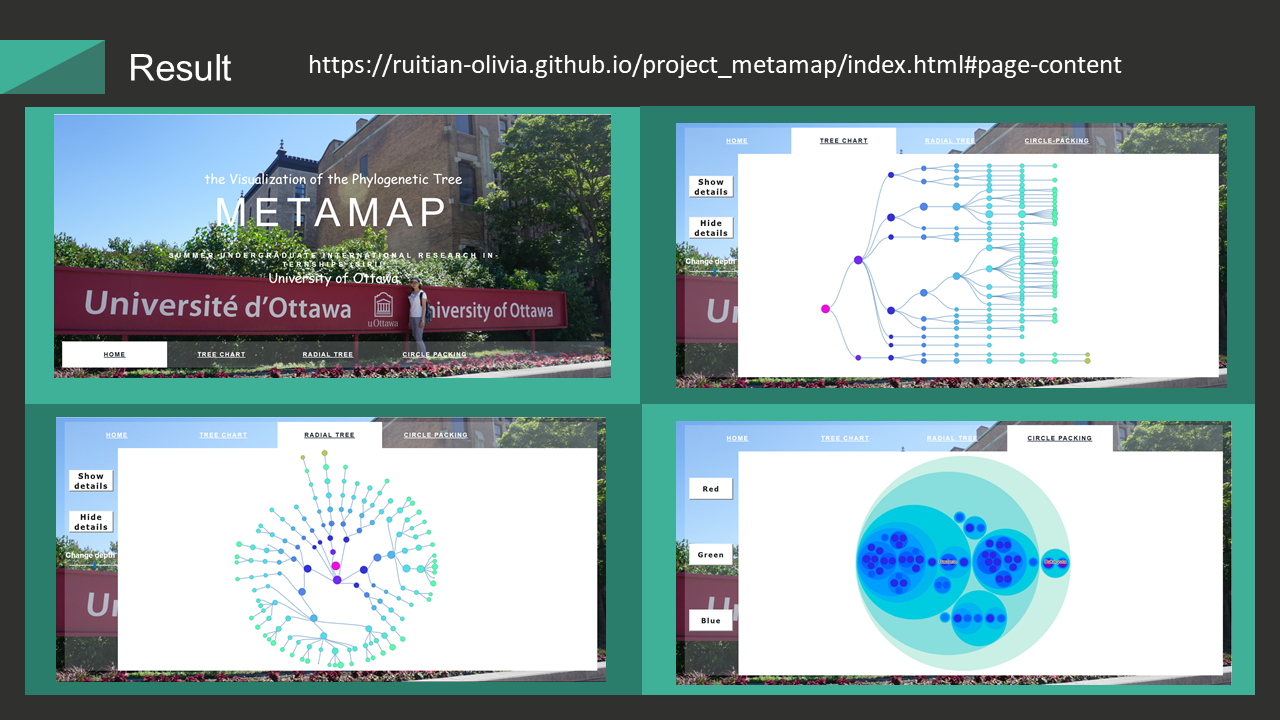 Result
https://ruitian-olivia.github.io/project_metamap/index.html#page-content
the Visualization of the Phylogenetic Tree
METAMAP
SUMMER UNDERGRADUATE INTERNATIONAL RESEARCH IN-
University of Ottawa
Université d'Ottawa
uOttawa
University of Ottawa
HOME
TREE CHART
RADIAL TREE
CIRCLE PACKING
HOME
TREE CHART
RADIAL TREE
CIRCLE-PACKING
Show
details
Hide
details
Change depth
Un
HOME
TREE CHART
RADIAL TREE
CIRCLE PACKING
Show
details
Hide
details
Change depth
Un
HOME
TREE CHART
RADIAL TREE
CIRCLE PACKING
Red
Green
Blue